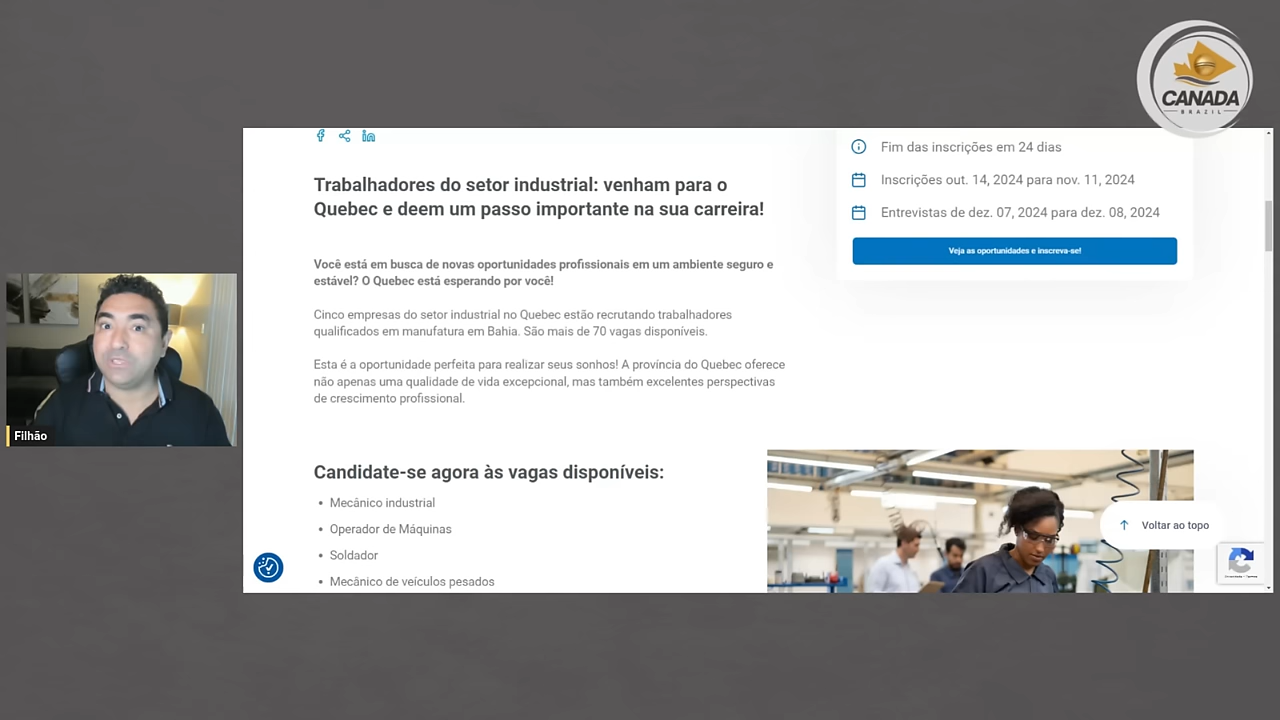 CANADA
BRAZIL
Fim das inscrições em 24 dias
Inscrições out. 14, 2024 para nov. 11, 2024
Entrevistas de dez. 07, 2024 para dez. 08, 2024
Veja as oportunidades e inscreva-se!
Trabalhadores do setor industrial: venham para o
Quebec e deem um passo importante na sua carreira!
Você está em busca de novas oportunidades profissionais em um ambiente seguro e
estável? O Quebec está esperando por você!
Cinco empresas do setor industrial no Quebec estão recrutando trabalhadores
qualificados em manufatura em Bahia. São mais de 70 vagas disponíveis.
Esta é a oportunidade perfeita para realizar seus sonhos! A província do Quebec oferece
não apenas uma qualidade de vida excepcional, mas também excelentes perspectivas
de crescimento profissional.
Filhão
Candidate-se agora às vagas disponíveis:
• Mecânico industrial
• Operador de Máquinas
• Soldador
• Mecânico de veículos pesados
Voltar ao topo